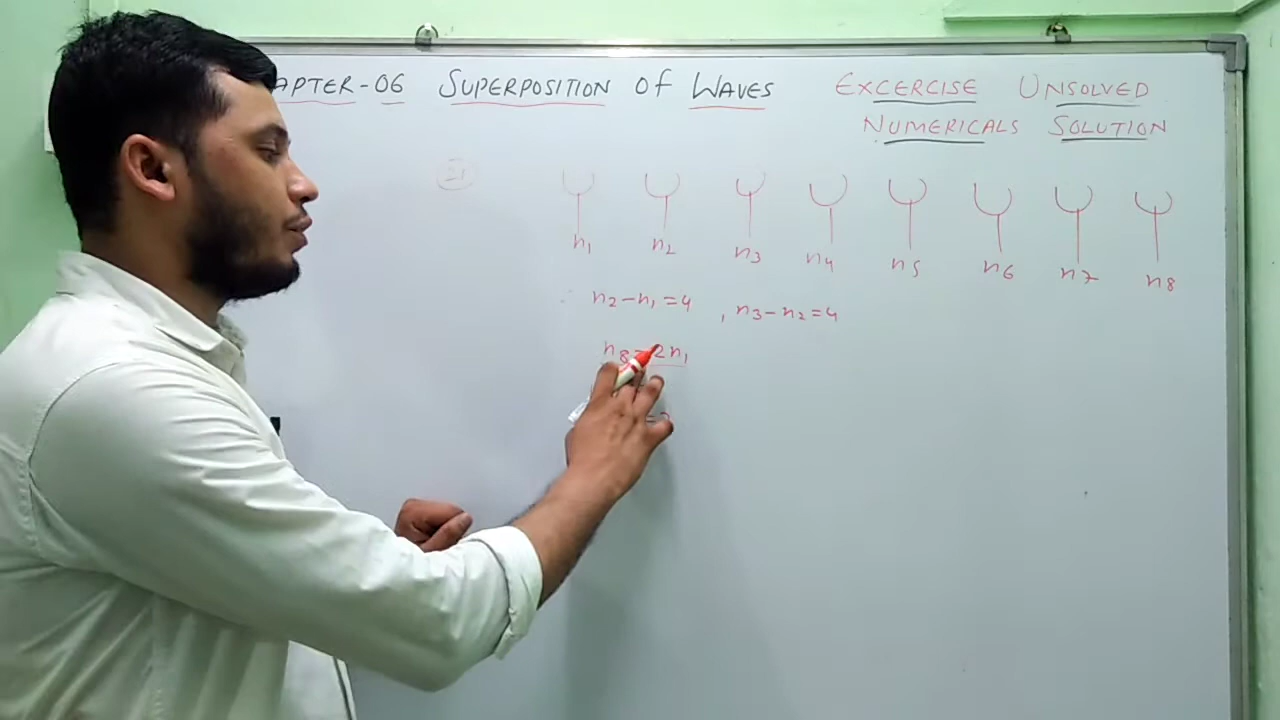 APTER-06 SUPERPOSITION OF WAVES EXCERCISE UNSOLVED
NUMERICALS SOLUTION
21
n1 n2 n3 n4 n5 n6 n7 n8
n2-n1=4 , n3-n2=4
n8=2n1